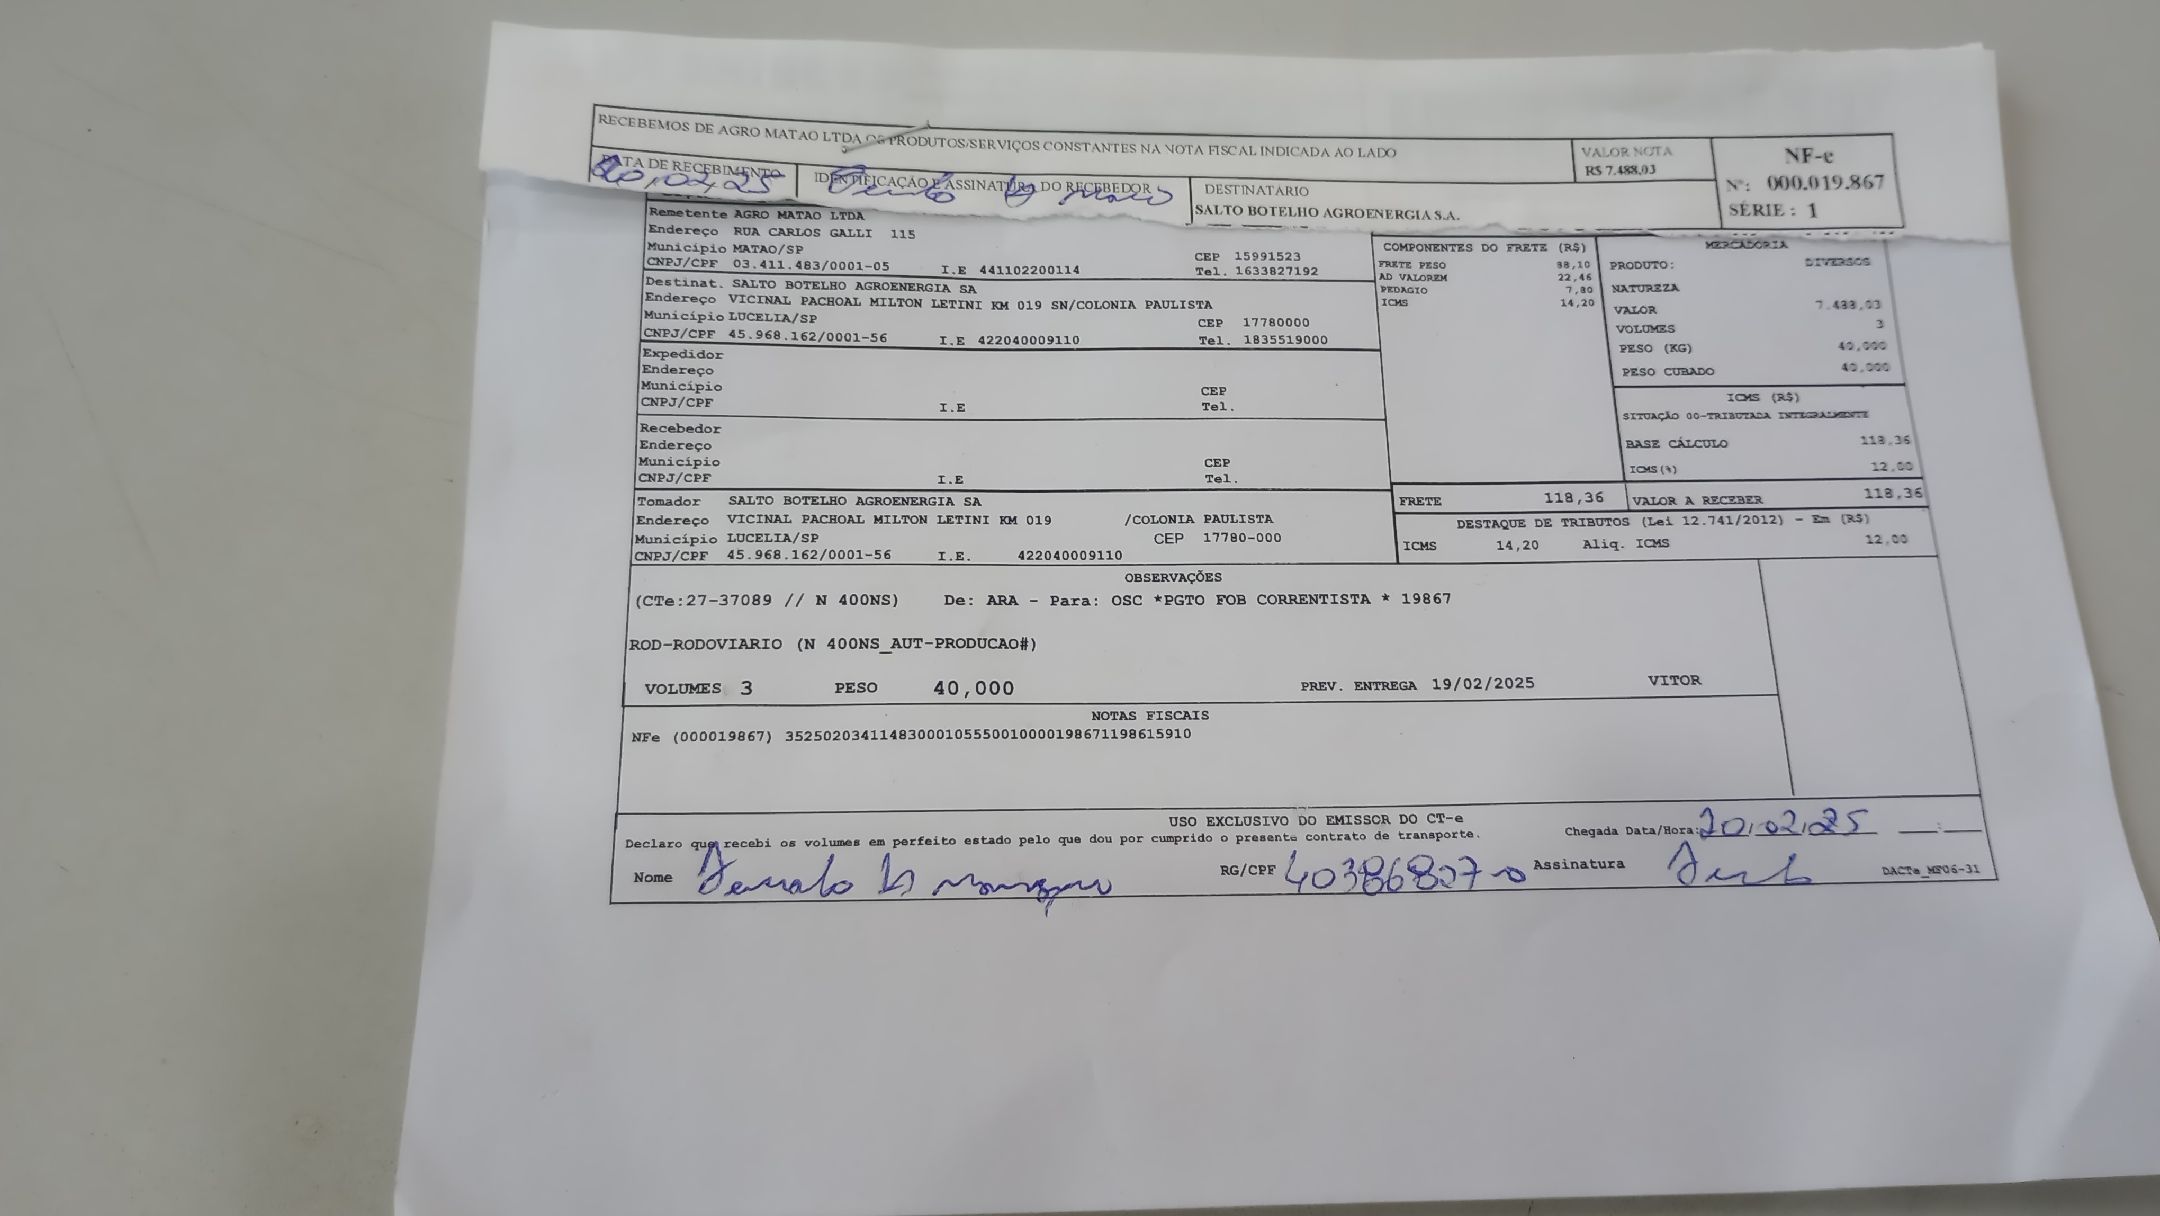 RECEBEMOS DE AGRO MATAO LTDA OS PRODUTOS/SERVIÇOS CONSTANTES NA NOTA FISCAL INDICADA AO LADO
VALOR NOTA
R$ 7.488,03
NF-e
Nº: 000.019.867
SÉRIE: 1
DATA DE RECEBIMENTO
20,02,25
IDENTIFICAÇÃO E ASSINATURA DO RECEBEDOR
DESTINATÁRIO
SALTO BOTELHO AGROENERGIA S.A.
Remetente AGRO MATAO LTDA
Endereço RUA CARLOS GALLI 115
Município MATAO/SP CEP 15991523
CNPJ/CPF 03.411.483/0001-05 I.E 441102200114 Tel. 1633827192
Destinat. SALTO BOTELHO AGROENERGIA SA
Endereço VICINAL PACHOAL MILTON LETINI KM 019 SN/COLONIA PAULISTA
Município LUCELIA/SP CEP 17780000
CNPJ/CPF 45.968.162/0001-56 I.E 422040009110 Tel. 1835519000
Expedidor
Endereço
Município CEP
CNPJ/CPF I.E Tel.
Recebedor
Endereço
Município CEP
CNPJ/CPF I.E Tel.
Tomador SALTO BOTELHO AGROENERGIA SA
Endereço VICINAL PACHOAL MILTON LETINI KM 019 /COLONIA PAULISTA
Município LUCELIA/SP CEP 17780-000
CNPJ/CPF 45.968.162/0001-56 I.E. 422040009110
COMPONENTES DO FRETE (R$)
FRETE PESO
AD VALOREM 22,46
PEDAGIO 7,80
ICMS 14,20
MERCADORIA
PRODUTO: DIVERSOS
NATUREZA
VALOR 7.488,03
VOLUMES 3
PESO (KG) 40,000
PESO CUBADO 40,000
ICMS (R$)
SITUAÇÃO 00-TRIBUTADA INTEGRALMENTE
BASE CÁLCULO 118,36
ICMS(%) 12,00
FRETE 118,36 VALOR A RECEBER 118,36
DESTAQUE DE TRIBUTOS (Lei 12.741/2012) - Em (R$)
ICMS 14,20 Aliq. ICMS 12,00
OBSERVAÇÕES
(CTe:27-37089 // N 400NS) De: ARA - Para: OSC *PGTO FOB CORRENTISTA * 19867
ROD-RODOVIARIO (N 400NS_AUT-PRODUCAO#)
VOLUMES 3 PESO 40,000 PREV. ENTREGA 19/02/2025 VITOR
NOTAS FISCAIS
NFe (000019867) 35250203411483000105550010000198671198615910
USO EXCLUSIVO DO EMISSOR DO CT-e
Declaro que recebi os volumes em perfeito estado pelo que dou por cumprido o presente contrato de transporte.
Chegada Data/Hora: 20,02,25 __:__
Nome
RG/CPF 40386807-0 Assinatura
DACTe_MF06-31